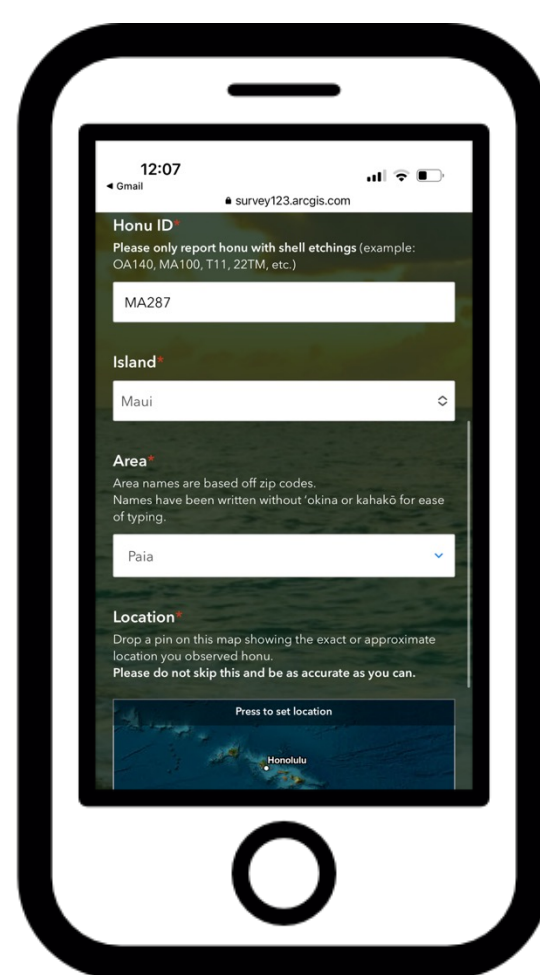 12:07
◄ Gmail
survey123.arcgis.com
Honu ID*
Please only report honu with shell etchings (example:
OA140, MA100, T11, 22TM, etc.)
MA287
Island*
Maui
Area*
Area names are based off zip codes.
Names have been written without ‘okina or kahakō for ease
of typing.
Paia
Location*
Drop a pin on this map showing the exact or approximate
location you observed honu.
Please do not skip this and be as accurate as you can.
Press to set location
Honolulu